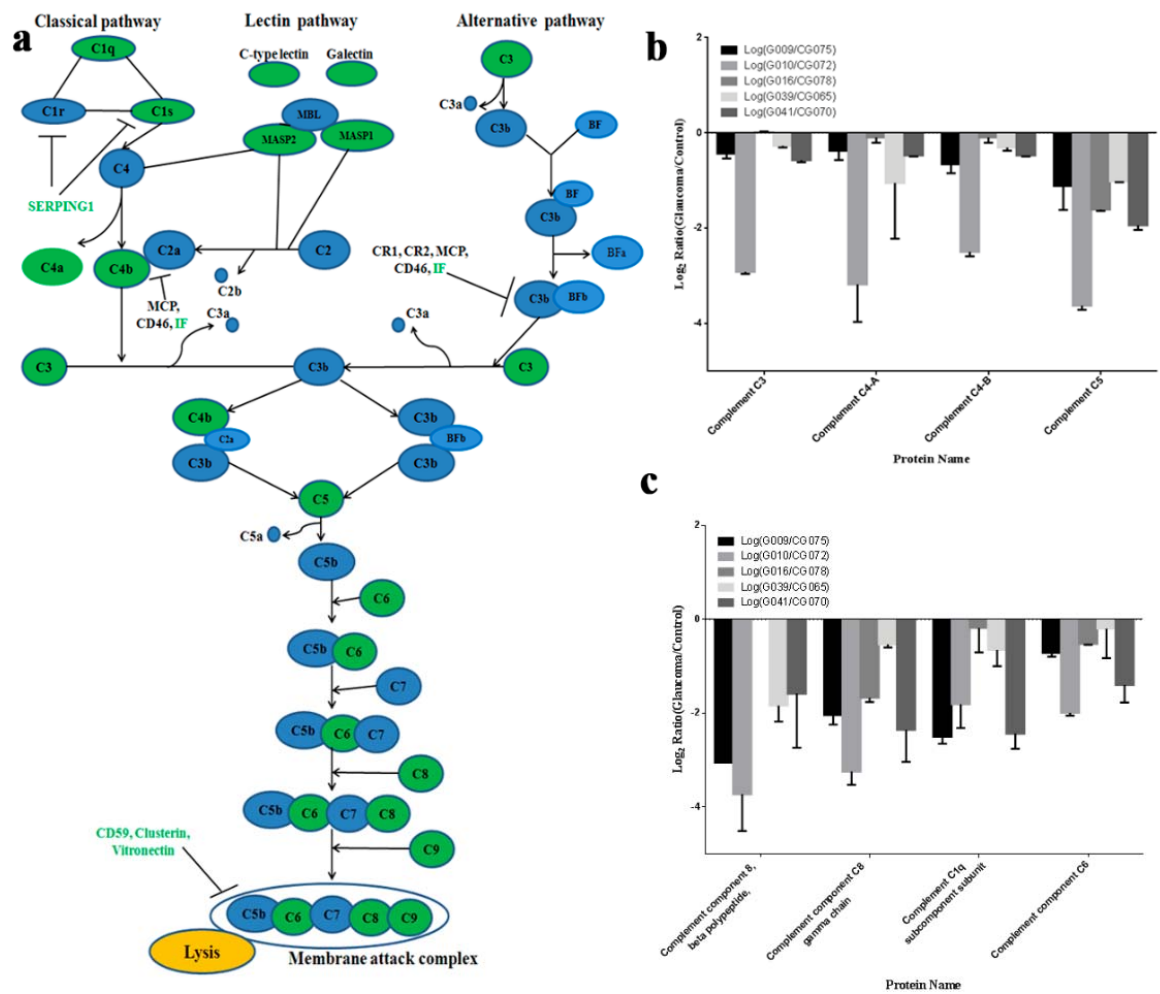 a
Classical pathway
Lectin pathway
Alternative pathway
C1q
C-type lectin
Galectin
C3
C1r
C1s
MBL
MASP2
MASP1
C3a
C3b
BF
C4
SERPING1
BF
C3b
C4a
C4b
C2a
C2
C2b
CR1, CR2, MCP,
CD46, IF
BFa
C3b
BFb
MCP,
CD46, IF
C3a
C3a
C3
C3b
C3
C4b
C2a
C3b
C3b
BFb
C3b
C5
C5a
C5b
C6
C5b
C6
C7
C5b
C6
C7
C8
C5b
C6
C7
C8
C9
CD59, Clusterin,
Vitronectin
C5b
C6
C7
C8
C9
Lysis
Membrane attack complex
b
Log(G009/CG075)
Log(G010/CG072)
Log(G016/CG078)
Log(G039/CG065)
Log(G041/CG070)
2
0
-2
-4
Log2 Ratio(Glaucoma/Control)
Complement C3
Complement C4-A
Complement C4-B
Complement C5
Protein Name
c
Log(G009/CG075)
Log(G010/CG072)
Log(G016/CG078)
Log(G039/CG065)
Log(G041/CG070)
2
0
-2
-4
Log2 Ratio(Glaucoma/Control)
Complement component 8,
beta polypeptide,
Complement component C8
gamma chain
Complement C1q
subcomponent subunit
Complement component C6
Protein Name